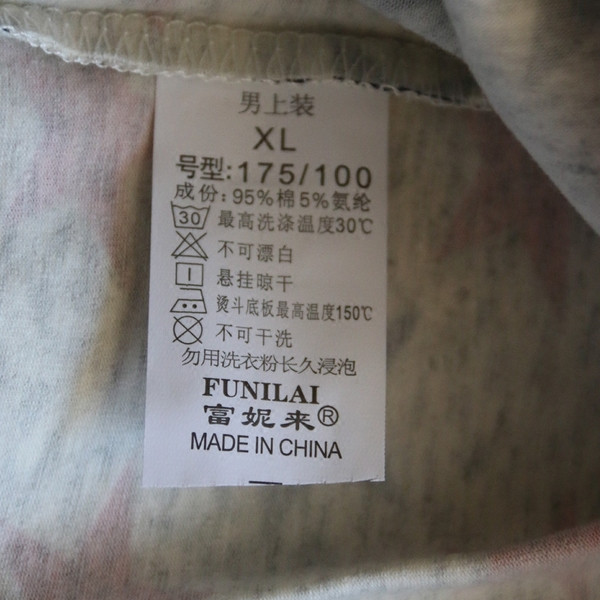 男上装
XL
号型:175/100
成份:95%棉5%氨纶
30 最高洗涤温度30℃
不可漂白
悬挂晾干
熨斗底板最高温度150℃
不可干洗
勿用洗衣粉长久浸泡
FUNILAI
富妮来®
MADE IN CHINA